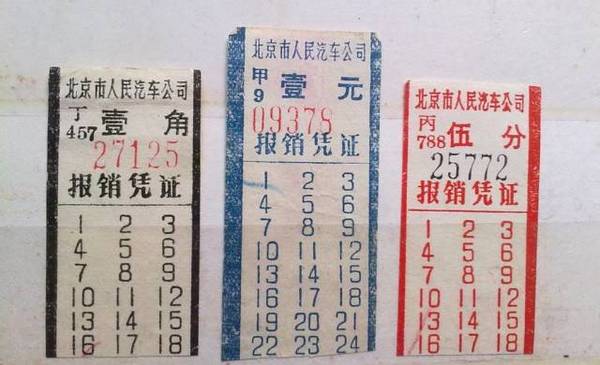 北京市人民汽车公司
丁
457 壹角
27125
报销凭证
1 2 3
4 5 6
7 8 9
10 11 12
13 14 15
16 17 18
北京市人民汽车公司
甲
9 壹元
09378
报销凭证
1 2 3
4 5 6
7 8 9
10 11 12
13 14 15
16 17 18
19 20 21
22 23 24
北京市人民汽车公司
丙
788 伍分
25772
报销凭证
1 2 3
4 5 6
7 8 9
10 11 12
13 14 15
16 17 18